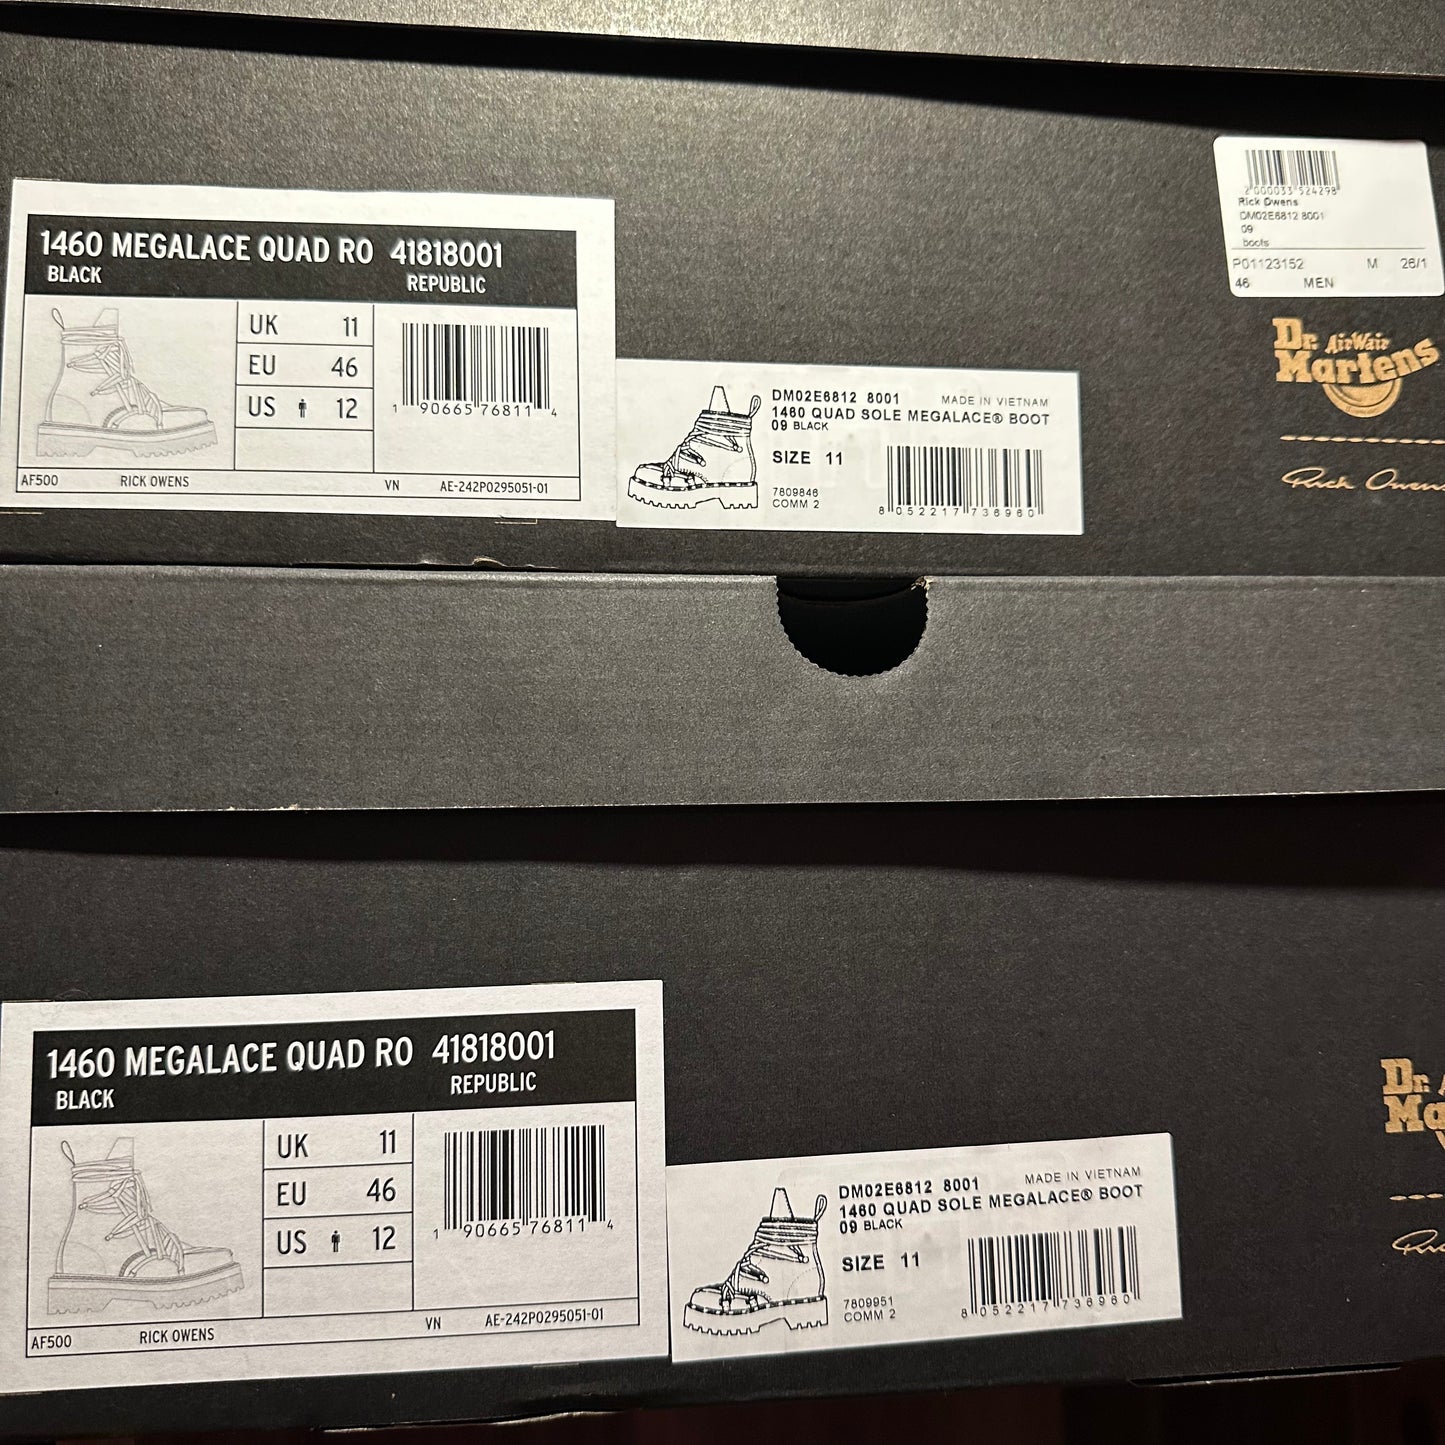 2 000033 524298
Rick Owens
DM02E6812 8001
09
boots
P01123152 M 26/1
46 MEN
1460 MEGALACE QUAD RO 41818001
BLACK REPUBLIC
UK 11
EU 46
US 12
1 90665 76811 4
AF500 RICK OWENS VN AE-242P0295051-01
DM02E6812 8001 MADE IN VIETNAM
1460 QUAD SOLE MEGALACE® BOOT
09 BLACK
SIZE 11
7809846
COMM 2
8 052217 736960
Dr. AirWair
Martens
Rick Owens
1460 MEGALACE QUAD RO 41818001
BLACK REPUBLIC
UK 11
EU 46
US 12
1 90665 76811 4
AF500 RICK OWENS VN AE-242P0295051-01
DM02E6812 8001 MADE IN VIETNAM
1460 QUAD SOLE MEGALACE® BOOT
09 BLACK
SIZE 11
7809951
COMM 2
8 052217 736960
Dr.